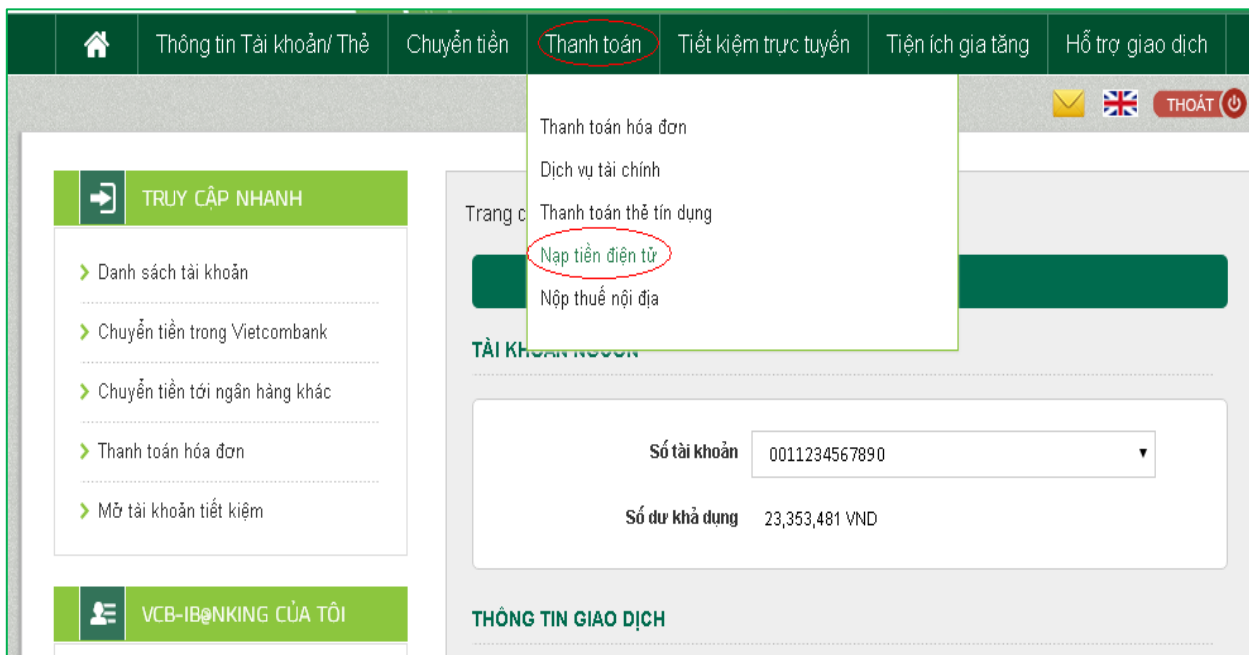 Thông tin Tài khoản/ Thẻ Chuyển tiền Thanh toán Tiết kiệm trực tuyến Tiện ích gia tăng Hỗ trợ giao dịch
THOÁT
Thanh toán hóa đơn
Dịch vụ tài chính
Thanh toán thẻ tín dụng
Nạp tiền điện tử
Nộp thuế nội địa
TRUY CẬP NHANH
Danh sách tài khoản
Chuyển tiền trong Vietcombank
Chuyển tiền tới ngân hàng khác
Thanh toán hóa đơn
Mở tài khoản tiết kiệm
VCB-IB@NKING CỦA TÔI
Trang c
TÀI KHOẢN NGUỒN
Số tài khoản 0011234567890
Số dư khả dụng 23,353,481 VND
THÔNG TIN GIAO DỊCH